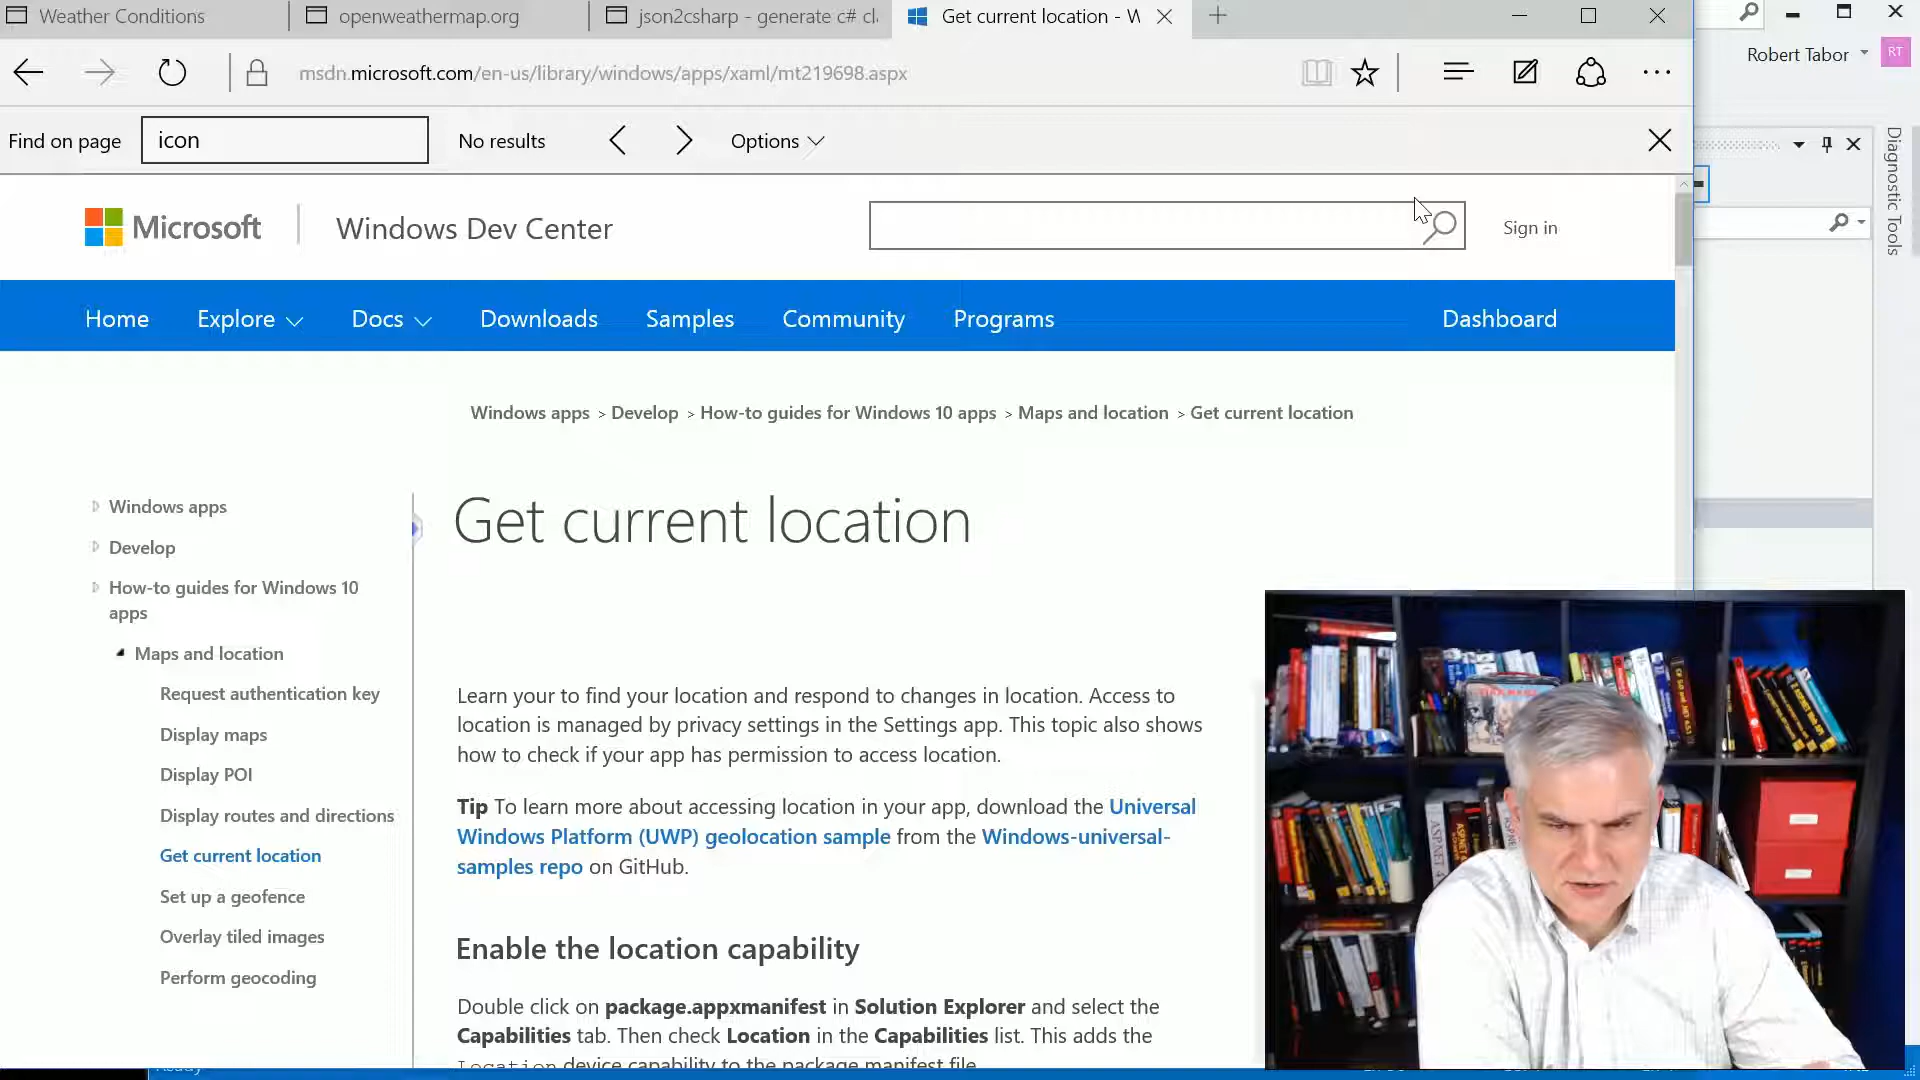 Weather Conditions
openweathermap.org
json2csharp - generate c# cl
Get current location - W
Robert Tabor
RT
msdn.microsoft.com/en-us/library/windows/apps/xaml/mt219698.aspx
Find on page
icon
No results
Options
Diagnostic Tools
Microsoft
Windows Dev Center
Sign in
Home
Explore
Docs
Downloads
Samples
Community
Programs
Dashboard
Windows apps > Develop > How-to guides for Windows 10 apps > Maps and location > Get current location
Windows apps
Develop
How-to guides for Windows 10
apps
Maps and location
Request authentication key
Display maps
Display POI
Display routes and directions
Get current location
Set up a geofence
Overlay tiled images
Perform geocoding
Get current location
Learn your to find your location and respond to changes in location. Access to
location is managed by privacy settings in the Settings app. This topic also shows
how to check if your app has permission to access location.
Tip To learn more about accessing location in your app, download the Universal
Windows Platform (UWP) geolocation sample from the Windows-universal-
samples repo on GitHub.
Enable the location capability
Double click on package.appxmanifest in Solution Explorer and select the
Capabilities tab. Then check Location in the Capabilities list. This adds the
Location device capability to the package manifest file.
Ready